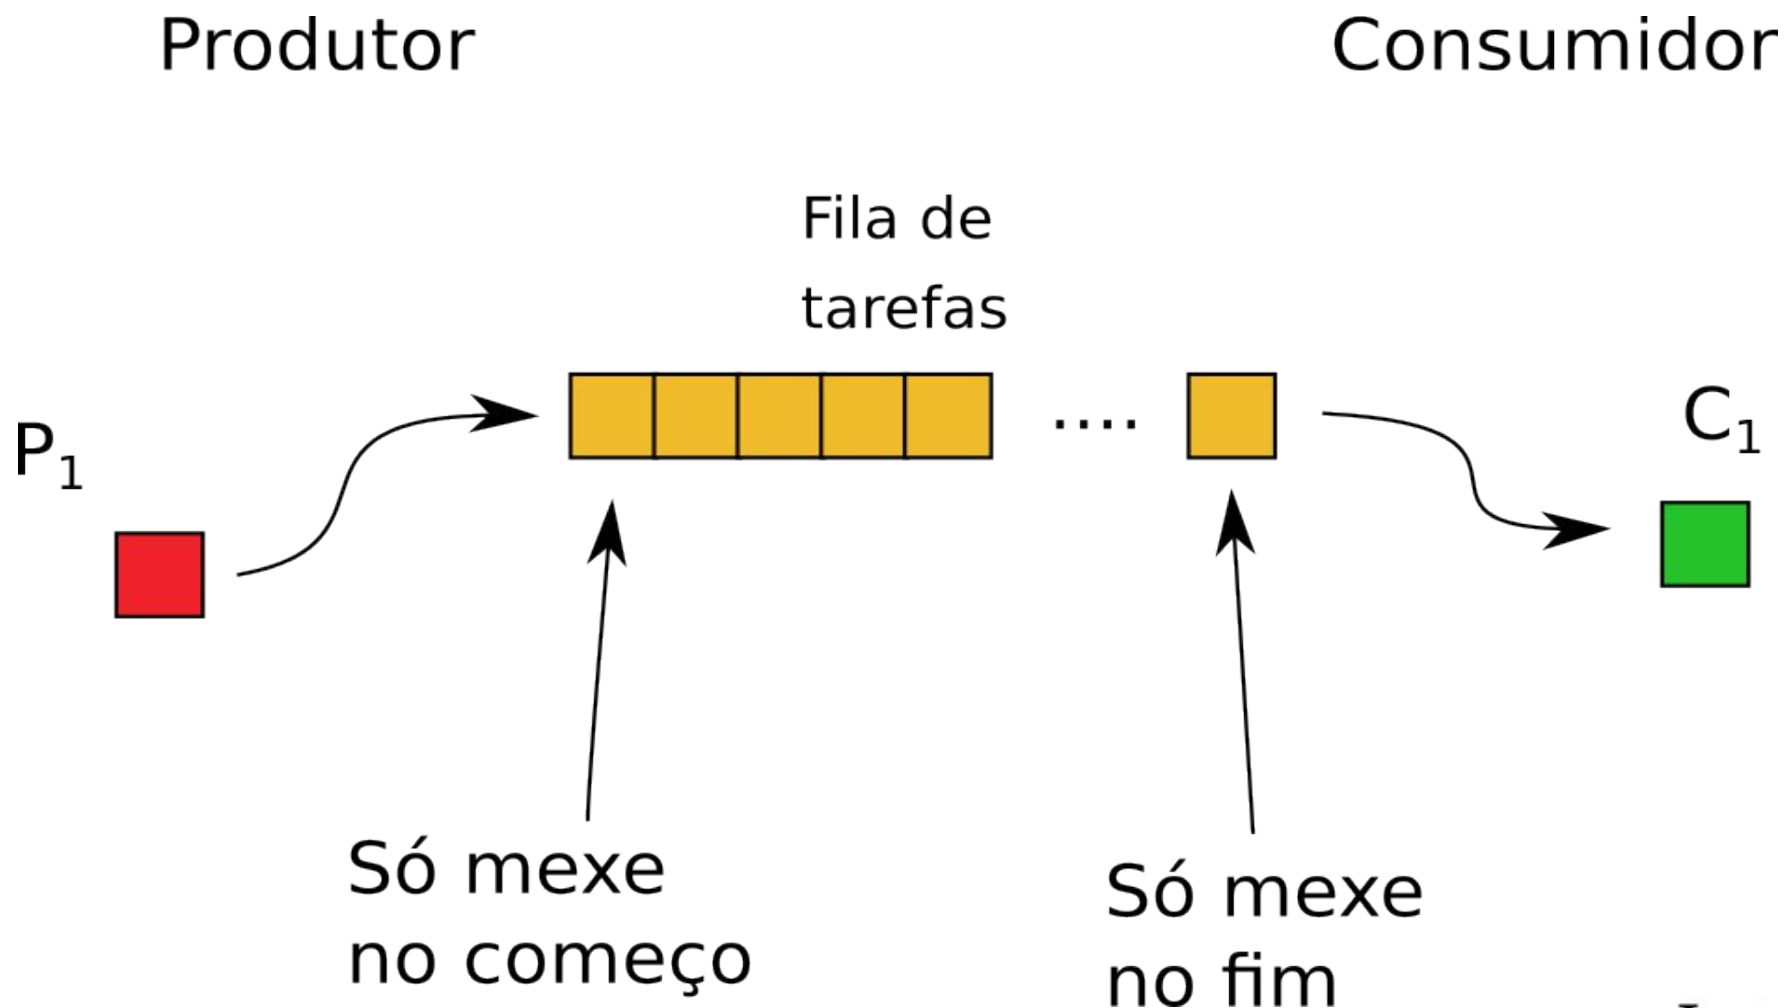 Produtor
Consumidor
Fila de
tarefas
P1
....
C1
Só mexe
no começo
Só mexe
no fim